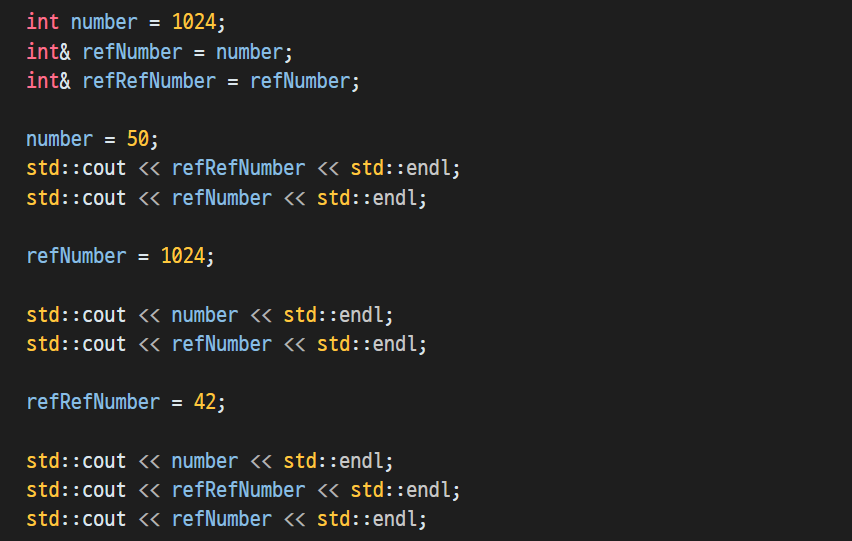 int number = 1024;
int& refNumber = number;
int& refRefNumber = refNumber;
number = 50;
std::cout << refRefNumber << std::endl;
std::cout << refNumber << std::endl;
refNumber = 1024;
std::cout << number << std::endl;
std::cout << refNumber << std::endl;
refRefNumber = 42;
std::cout << number << std::endl;
std::cout << refRefNumber << std::endl;
std::cout << refNumber << std::endl;